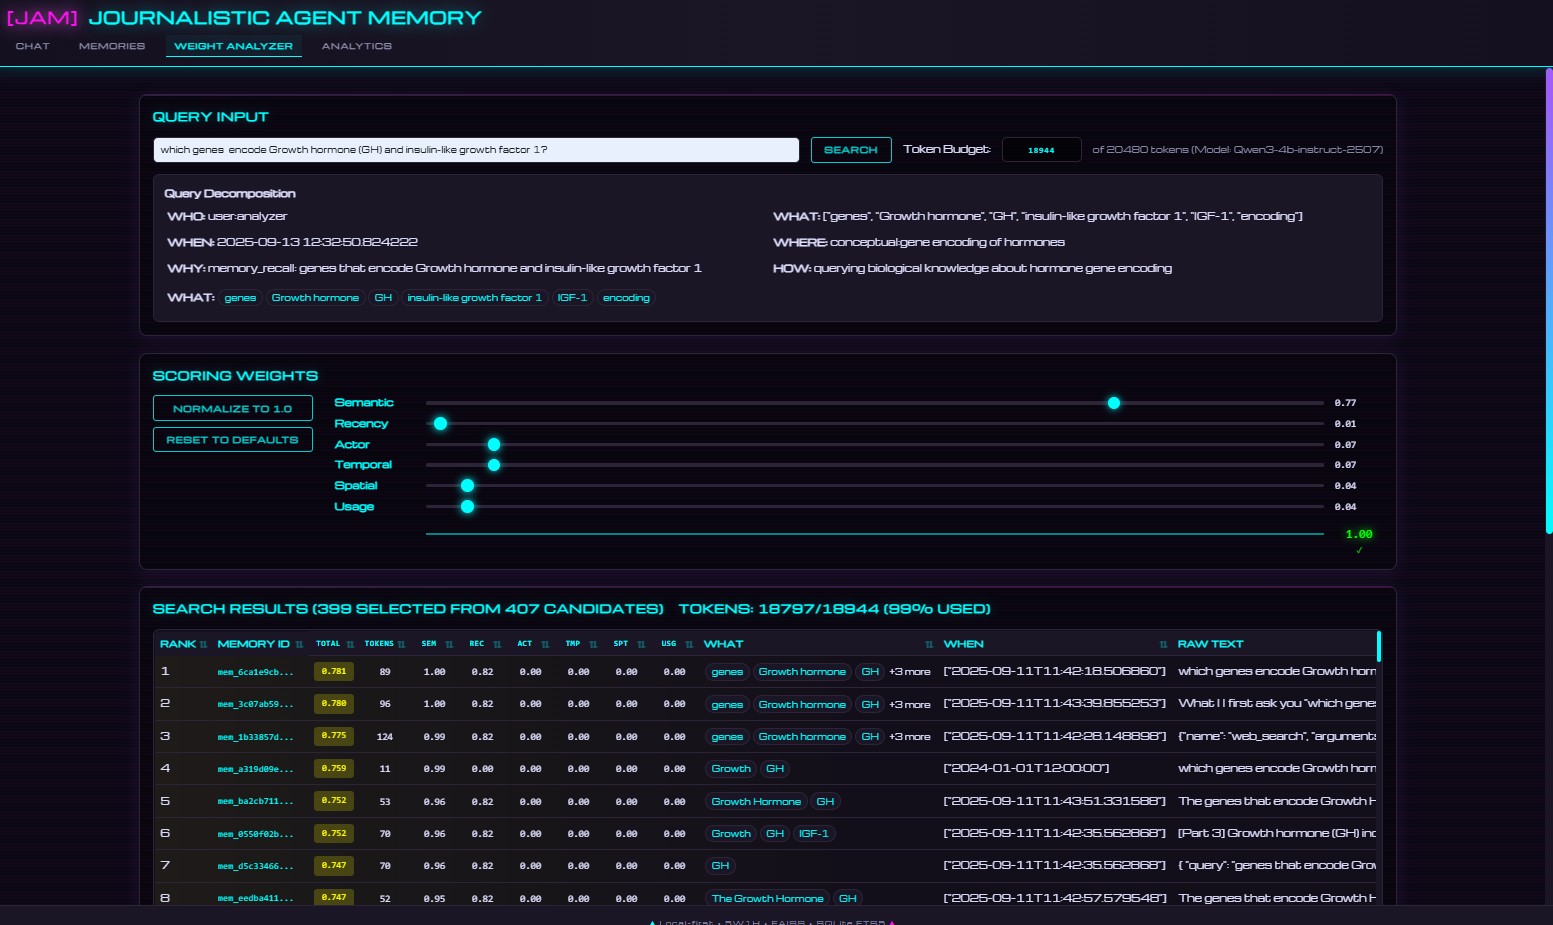 [JAM] JOURNALISTIC AGENT MEMORY
CHAT MEMORIES WEIGHT ANALYZER ANALYTICS
QUERY INPUT
which genes encode Growth hormone (GH) and insulin-like growth factor 1? SEARCH Token Budget: 18944 of 20480 tokens (Model: Qwen3-4b-instruct-2507)
Query Decomposition
WHO: user:analyzer WHAT: ["genes", "Growth hormone", "GH", "insulin-like growth factor 1", "IGF-1", "encoding"]
WHEN: 2025-09-13 12:32:50.824222 WHERE: conceptual:gene encoding of hormones
WHY: memory_recall: genes that encode Growth hormone and insulin-like growth factor 1 HOW: querying biological knowledge about hormone gene encoding
WHAT: genes Growth hormone GH insulin-like growth factor 1 IGF-1 encoding
SCORING WEIGHTS
NORMALIZE TO 1.0
RESET TO DEFAULTS
Semantic 0.77
Recency 0.01
Actor 0.07
Temporal 0.07
Spatial 0.04
Usage 0.04
1.00
✓
SEARCH RESULTS (399 SELECTED FROM 407 CANDIDATES) TOKENS: 18797/18944 (99% USED)
RANK MEMORY ID TOTAL TOKENS SEM REC ACT TMP SPT USG WHAT WHEN RAW TEXT
1 mem_6ca1e9cb... 0.781 89 1.00 0.82 0.00 0.00 0.00 0.00 genes Growth hormone GH +3 more ["2025-09-11T11:42:18.506860"] which genes encode Growth horm
2 mem_3c07ab59... 0.780 96 1.00 0.82 0.00 0.00 0.00 0.00 genes Growth hormone GH +3 more ["2025-09-11T11:43:39.855253"] What I I first ask you "which genes
3 mem_1b33857d... 0.775 124 0.99 0.82 0.00 0.00 0.00 0.00 genes Growth hormone GH +3 more ["2025-09-11T11:42:28.148898"] {"name": "web_search", "arguments
4 mem_a319d09e... 0.759 11 0.99 0.00 0.00 0.00 0.00 0.00 Growth GH ["2024-01-01T12:00:00"] which genes encode Growth horm
5 mem_ba2cb711... 0.752 53 0.96 0.82 0.00 0.00 0.00 0.00 Growth Hormone GH ["2025-09-11T11:43:51.331588"] The genes that encode Growth H
6 mem_0550f02b... 0.752 70 0.96 0.82 0.00 0.00 0.00 0.00 Growth GH IGF-1 ["2025-09-11T11:42:35.562868"] [Part 3] Growth hormone (GH) inc
7 mem_d5c33466... 0.747 70 0.96 0.82 0.00 0.00 0.00 0.00 GH ["2025-09-11T11:42:35.562868"] { "query": "genes that encode Grow
8 mem_eedba411... 0.747 52 0.95 0.82 0.00 0.00 0.00 0.00 The Growth Hormone GH ["2025-09-11T11:42:57.579548"] The genes that encode Growth H
Local-first • 5W1H • FAISS • SQLite FTS5